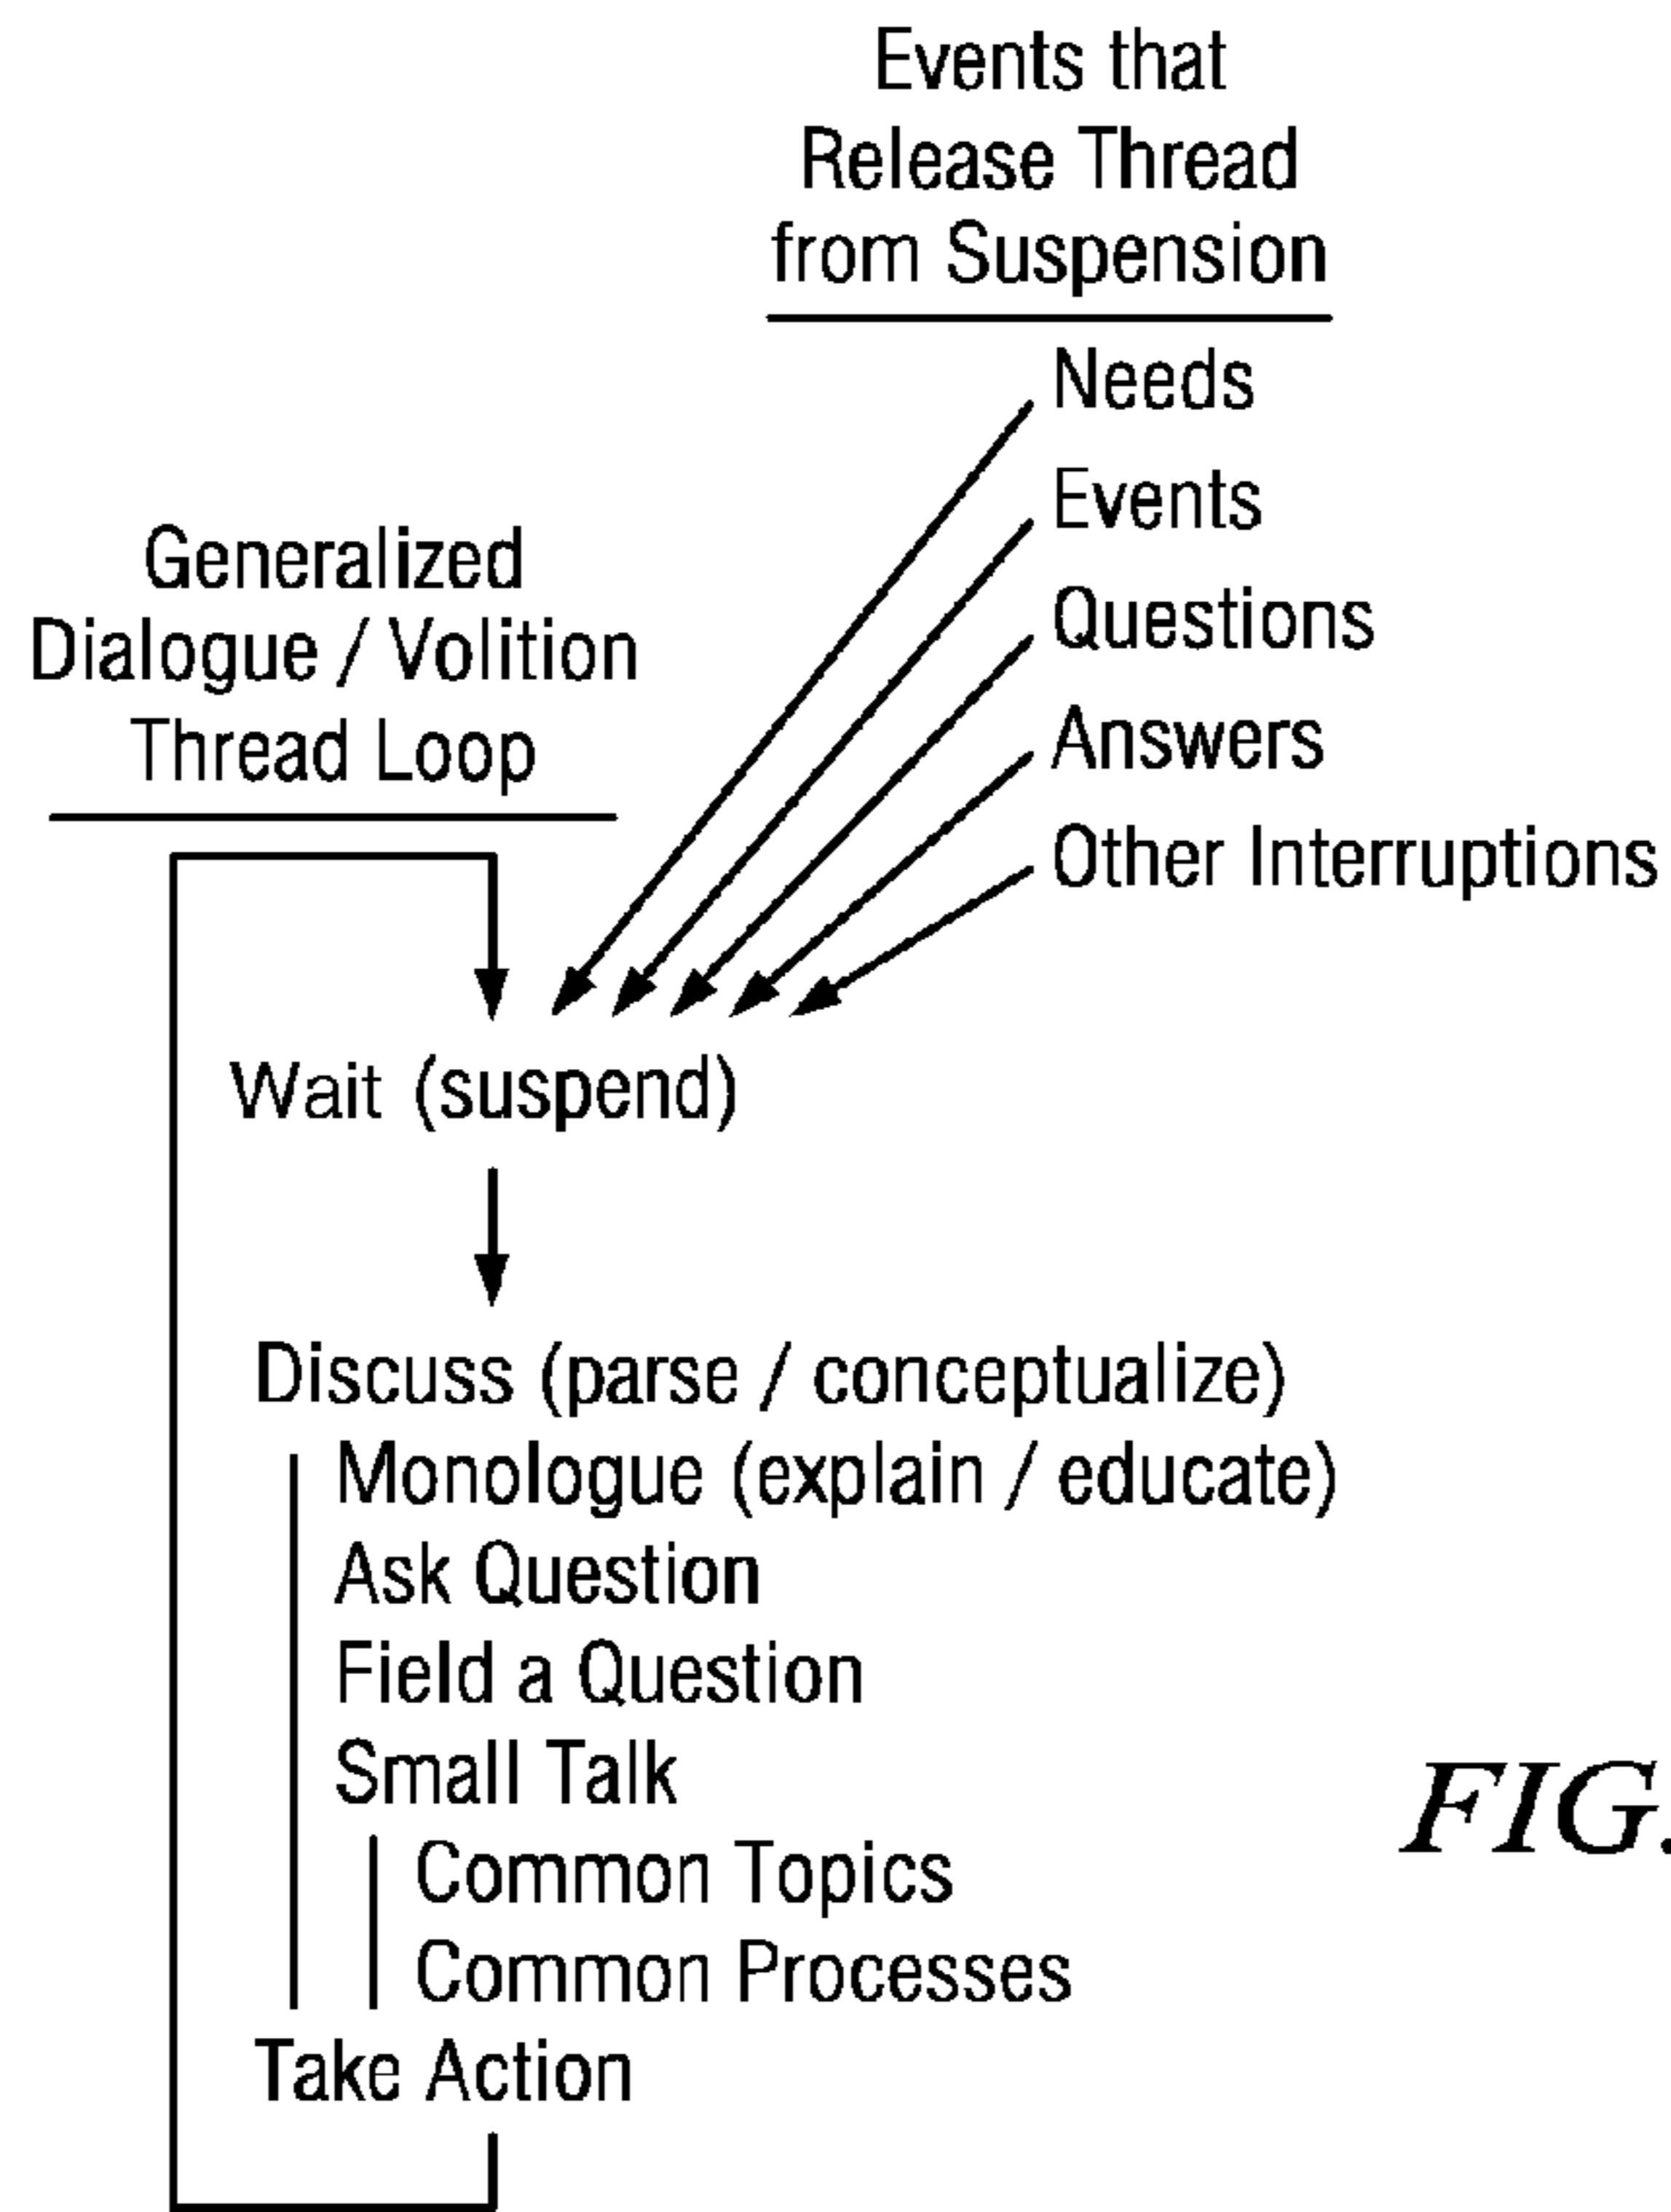 Events that
Release Thread
from Suspension
Needs
Events
Questions
Answers
Other Interruptions
Generalized
Dialogue / Volition
Thread Loop
Wait (suspend)
Discuss (parse / conceptualize)
Monologue (explain / educate)
Ask Question
Field a Question
Small Talk
Common Topics
Common Processes
Take Action
FIG.